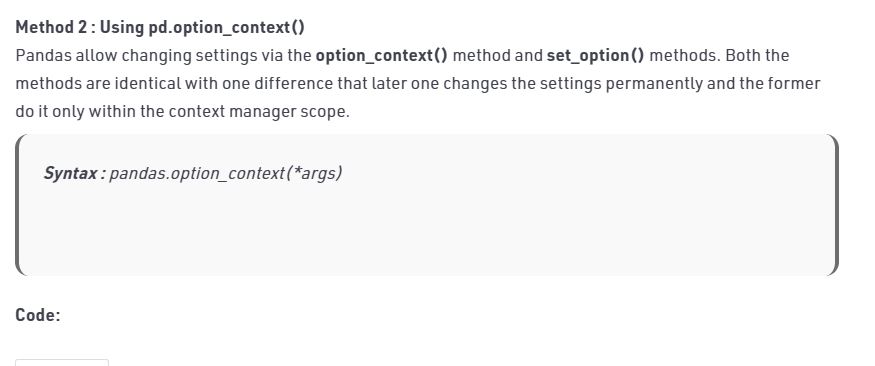 Method 2 : Using pd.option_context()
Pandas allow changing settings via the option_context() method and set_option() methods. Both the
methods are identical with one difference that later one changes the settings permanently and the former
do it only within the context manager scope.
Syntax : pandas.option_context(*args)
Code: